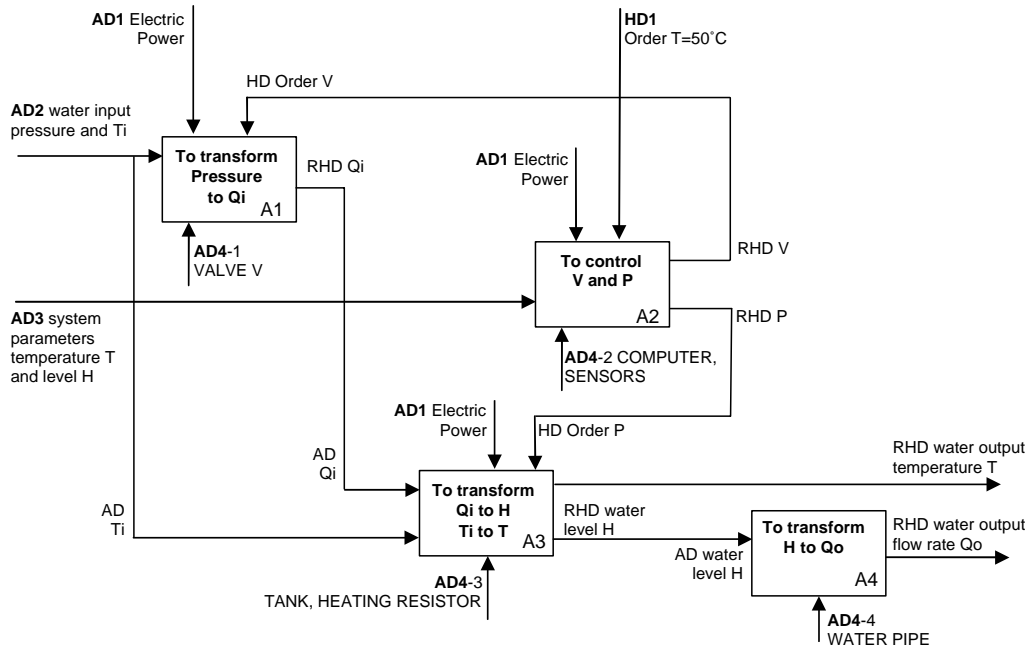 AD1 Electric
Power
HD1
Order T=50˚C
HD Order V
AD2 water input
pressure and Ti
To transform
Pressure
to Qi
A1
RHD Qi
AD1 Electric
Power
AD4-1
VALVE V
To control
V and P
A2
RHD V
RHD P
AD3 system
parameters
temperature T
and level H
AD4-2 COMPUTER,
SENSORS
AD1 Electric
Power
HD Order P
AD
Qi
AD
Ti
To transform
Qi to H
Ti to T
A3
RHD water output
temperature T
RHD water
level H
AD water
level H
To transform
H to Qo
A4
RHD water output
flow rate Qo
AD4-3
TANK, HEATING RESISTOR
AD4-4
WATER PIPE